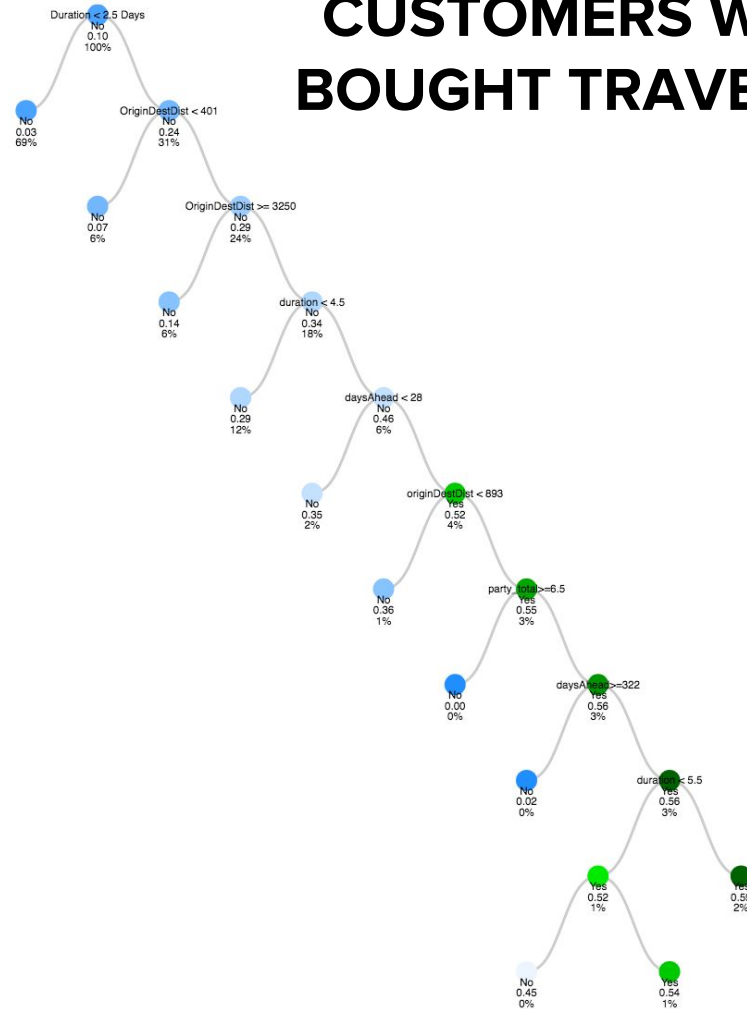 CUSTOMERS W
BOUGHT TRAVE
Duration < 2.5 Days
No
0.10
100%
No
0.03
69%
OriginDestDist < 401
No
0.24
31%
No
0.07
6%
OriginDestDist >= 3250
No
0.29
24%
No
0.14
6%
duration < 4.5
No
0.34
18%
No
0.29
12%
daysAhead < 28
No
0.46
6%
No
0.35
2%
originDestDist < 893
Yes
0.52
4%
No
0.36
1%
party_total>=6.5
Yes
0.55
3%
No
0.00
0%
daysAhead>=322
Yes
0.56
3%
No
0.02
0%
duration < 5.5
Yes
0.56
3%
Yes
0.52
1%
Yes
2%
No
0.45
0%
Yes
0.54
1%